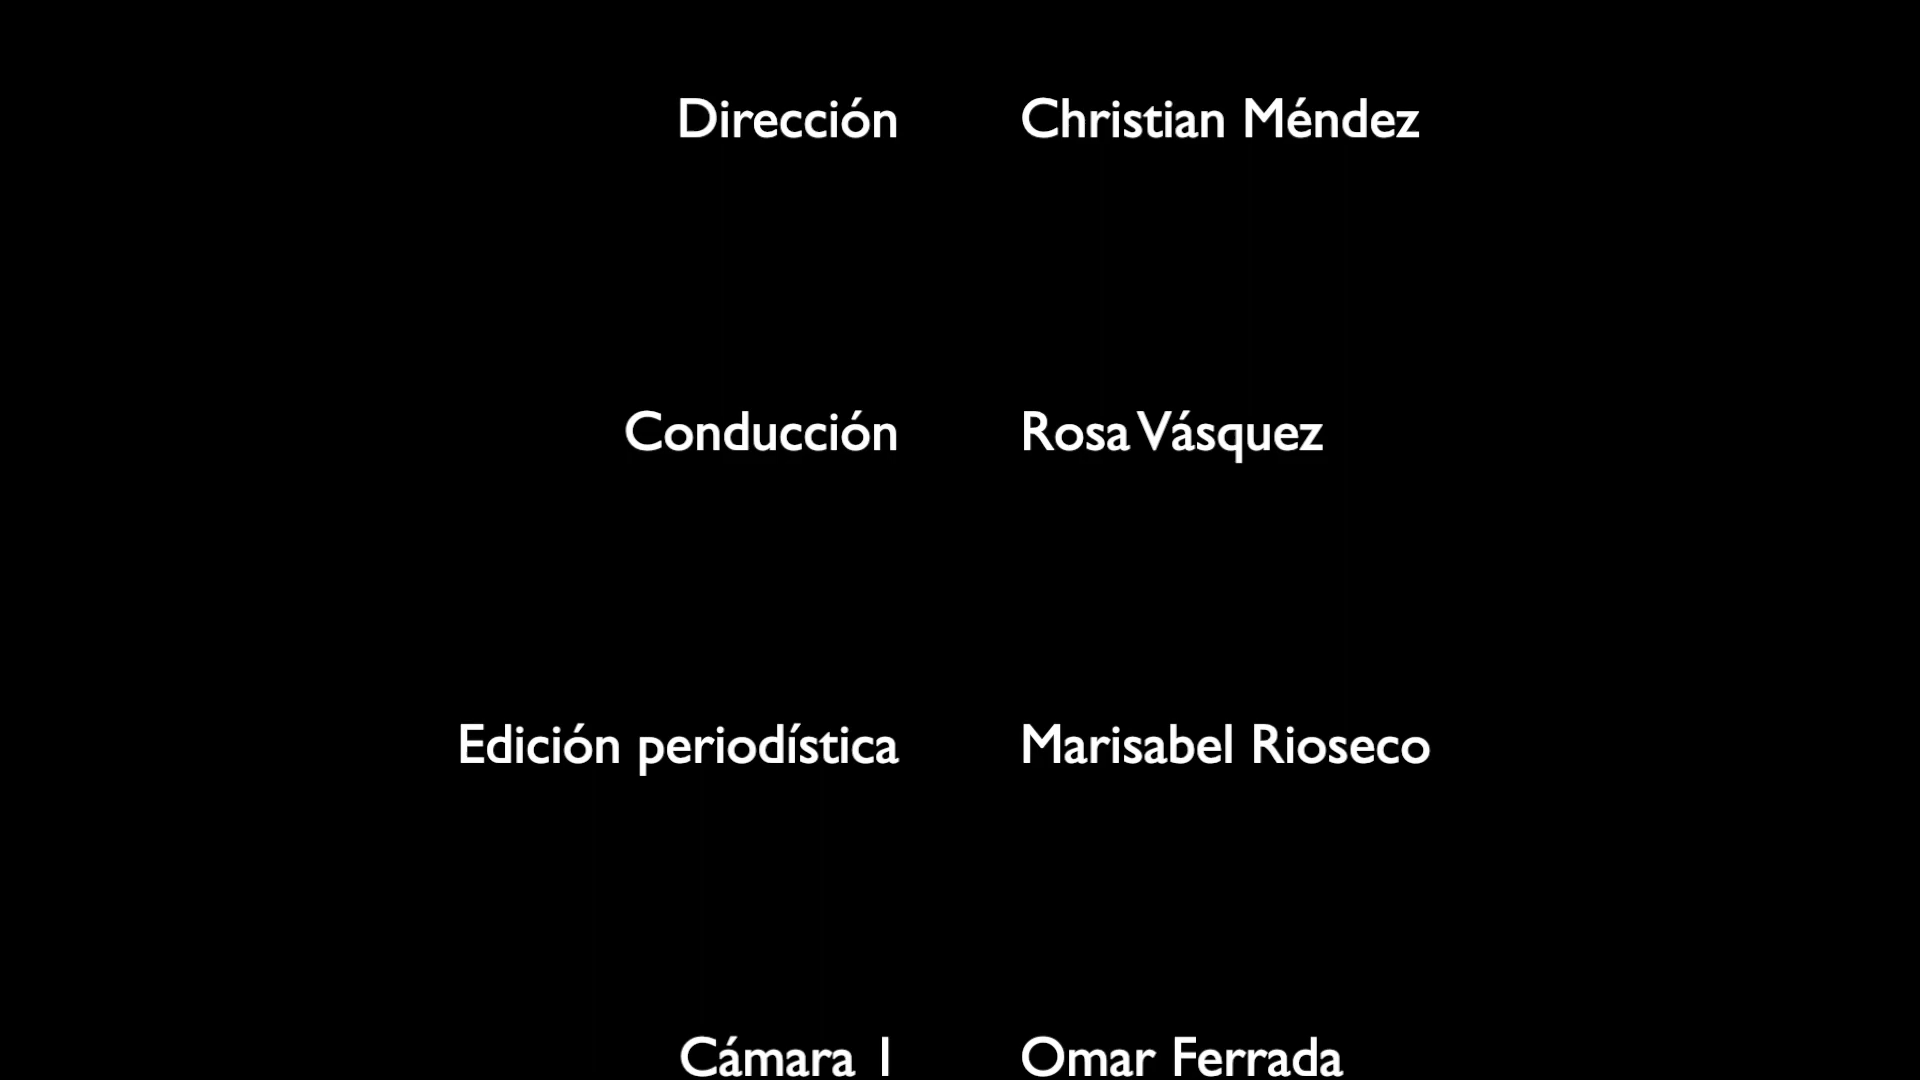 Dirección Christian Méndez
Conducción Rosa Vásquez
Edición periodística Marisabel Rioseco
Cámara 1 Omar Ferrada